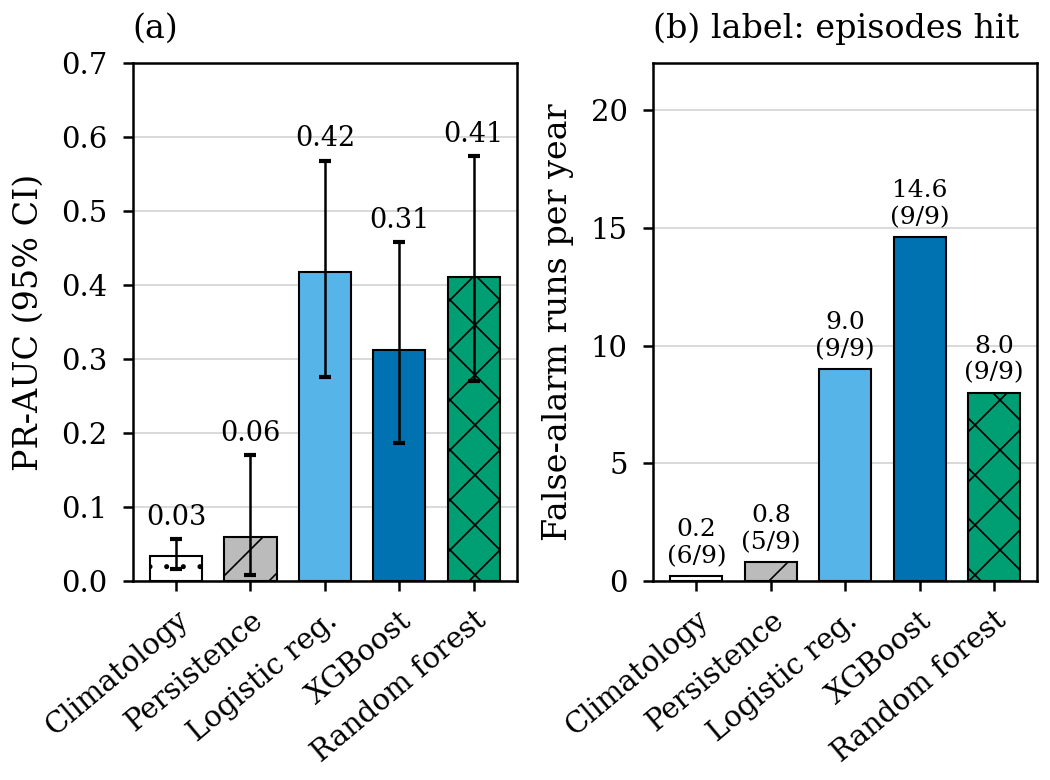 (a)
PR-AUC (95% CI)
0.7
0.6
0.5
0.4
0.3
0.2
0.1
0.0
0.03
0.06
0.42
0.31
0.41
Climatology
Persistence
Logistic reg.
XGBoost
Random forest
(b) label: episodes hit
False-alarm runs per year
20
15
10
5
0
0.2
(6/9)
0.8
(5/9)
9.0
(9/9)
14.6
(9/9)
8.0
(9/9)
Climatology
Persistence
Logistic reg.
XGBoost
Random forest